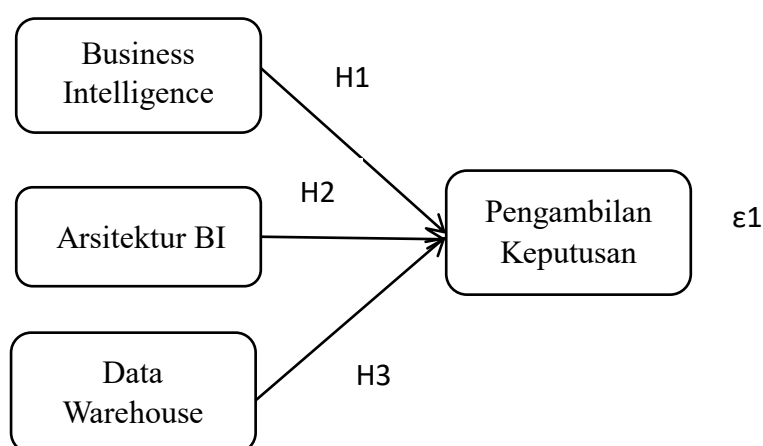 Business
Intelligence
H1
H2
Arsitektur BI
Pengambilan
Keputusan
ε1
Data
Warehouse
H3